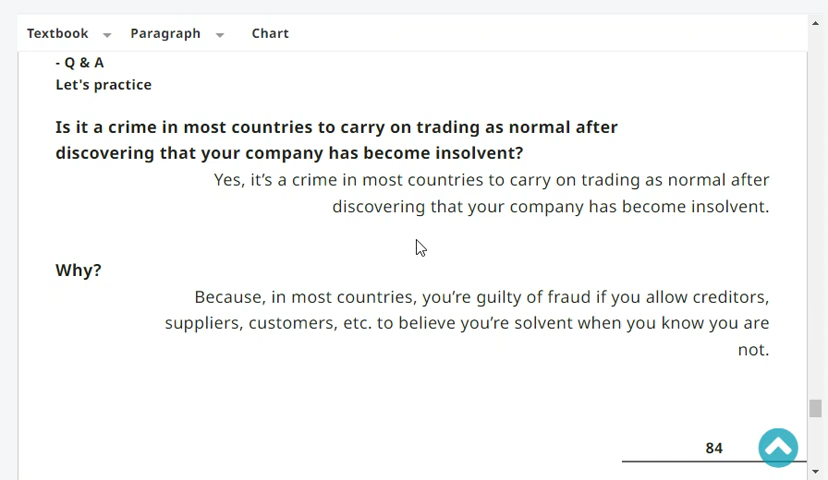 Textbook Paragraph Chart
- Q & A
Let's practice
Is it a crime in most countries to carry on trading as normal after
discovering that your company has become insolvent?
Yes, it’s a crime in most countries to carry on trading as normal after
discovering that your company has become insolvent.
Why?
Because, in most countries, you’re guilty of fraud if you allow creditors,
suppliers, customers, etc. to believe you’re solvent when you know you are
not.
84